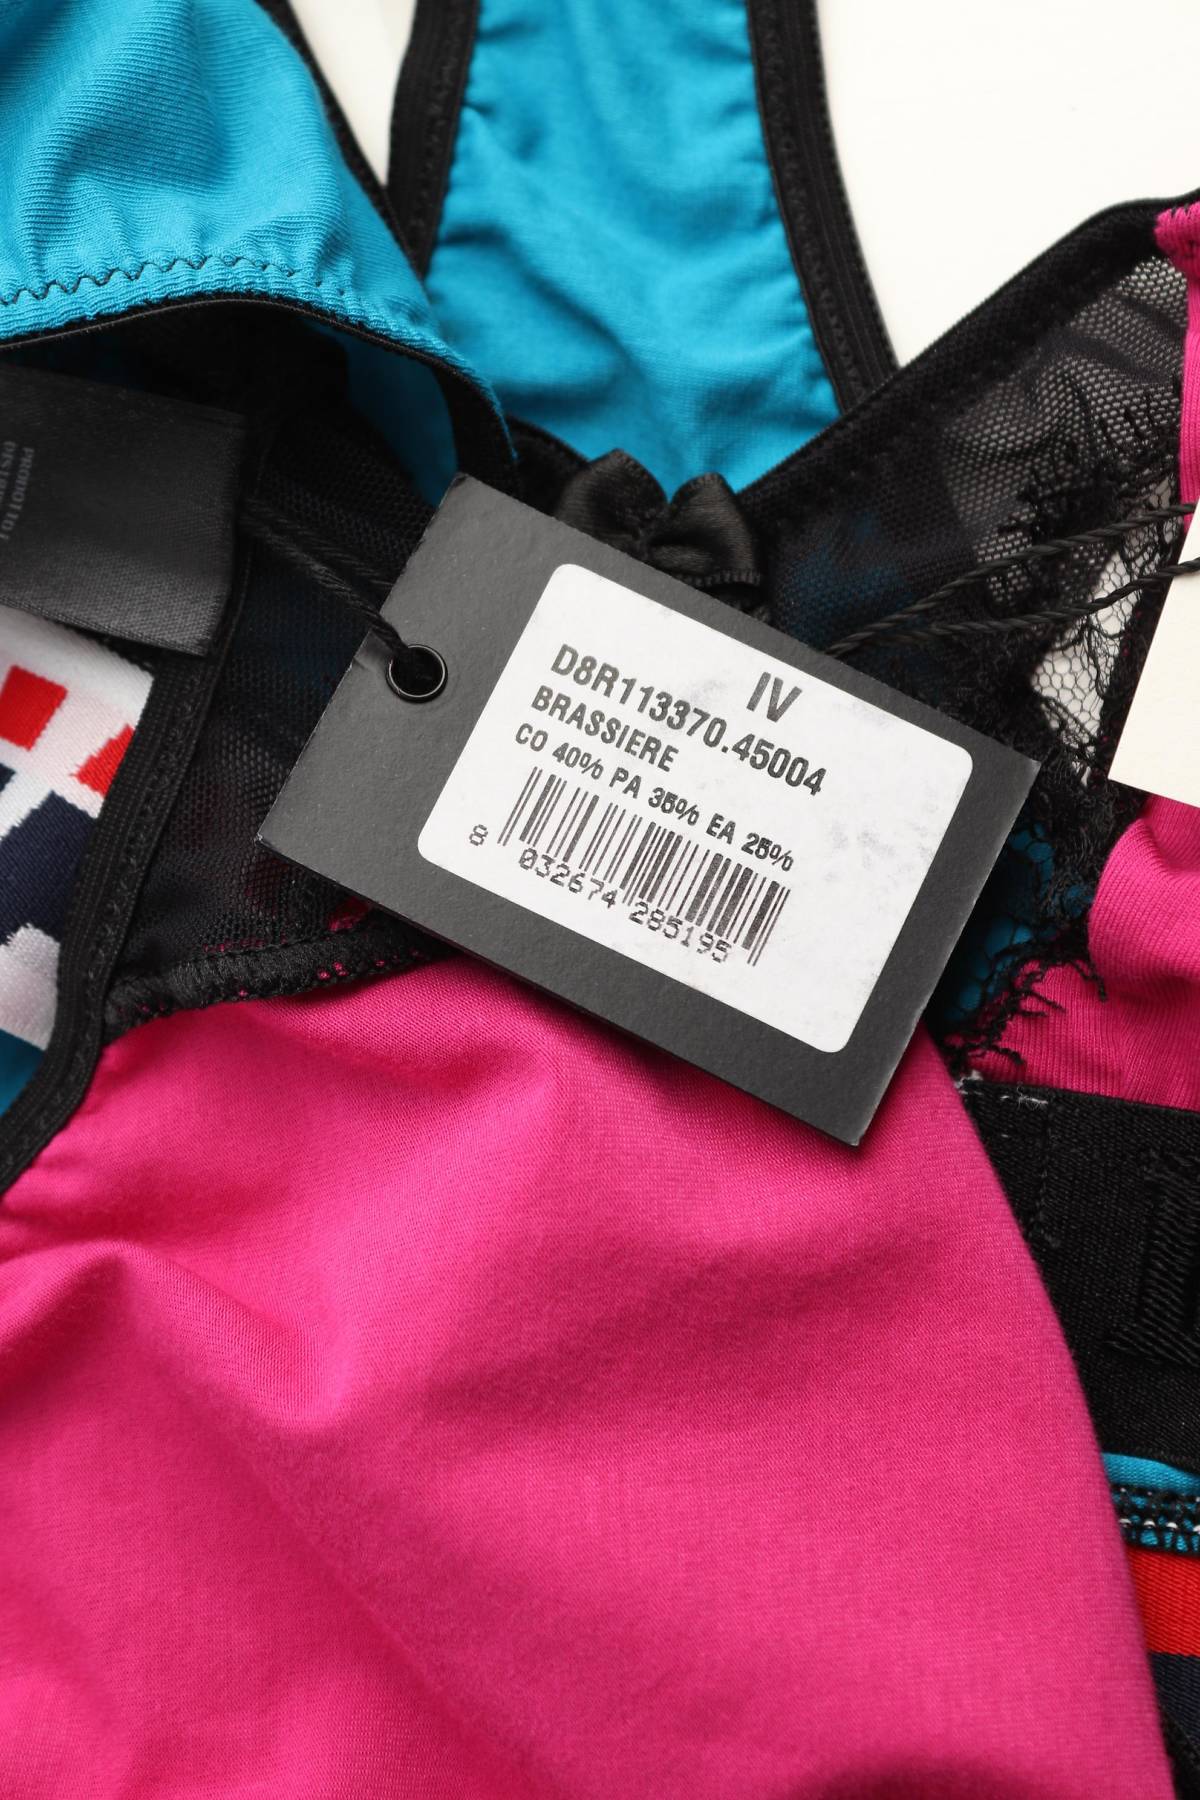 IV
D8R113370.45004
BRASSIERE
CO 40% PA 35% EA 25%
8 032674 285195